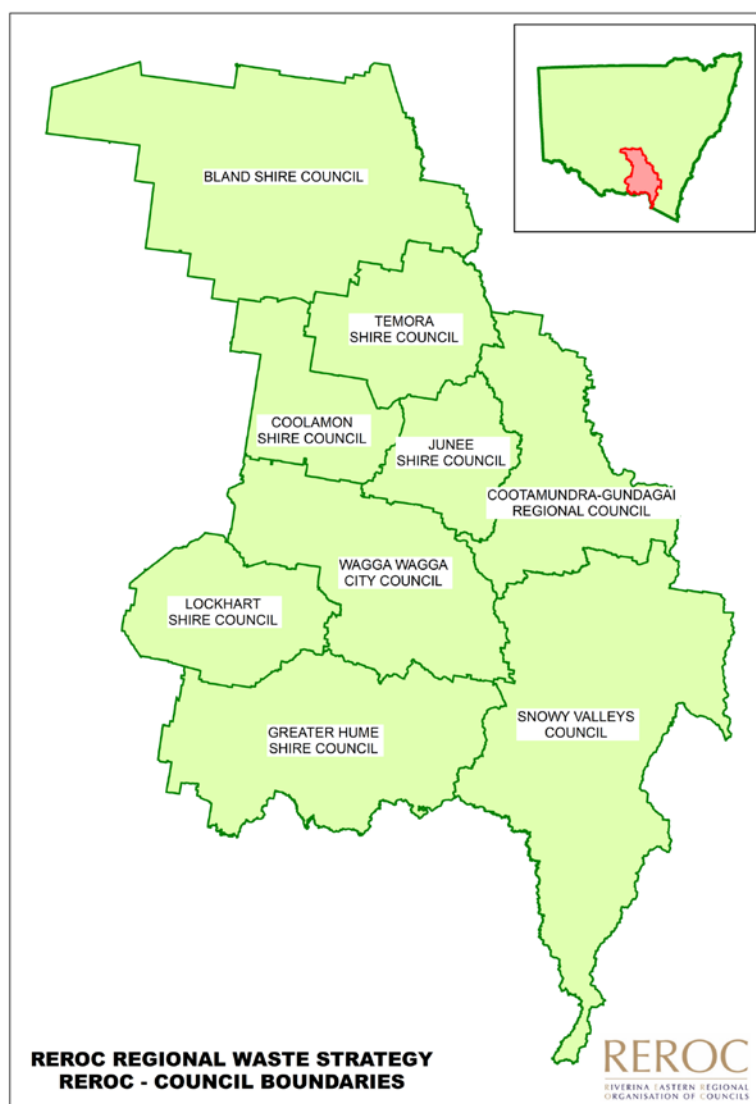 BLAND SHIRE COUNCIL
TEMORA
SHIRE COUNCIL
COOLAMON
SHIRE COUNCIL
JUNEE
SHIRE COUNCIL
COOTAMUNDRA-GUNDAGAI
REGIONAL COUNCIL
WAGGA WAGGA
CITY COUNCIL
LOCKHART
SHIRE COUNCIL
SNOWY VALLEYS
COUNCIL
GREATER HUME
SHIRE COUNCIL
REROC REGIONAL WASTE STRATEGY
REROC - COUNCIL BOUNDARIES
REROC
RIVERINA EASTERN REGIONAL
ORGANISATION OF COUNCILS